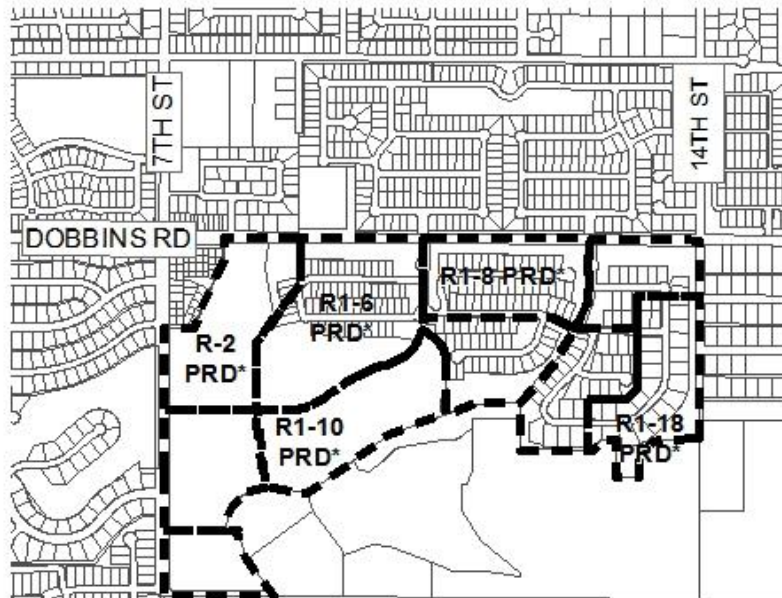 7TH ST
14TH ST
DOBBINS RD
R1-8 PRD*
R1-6
PRD*
R-2
PRD*
R1-10
PRD*
R1-18
PRD*